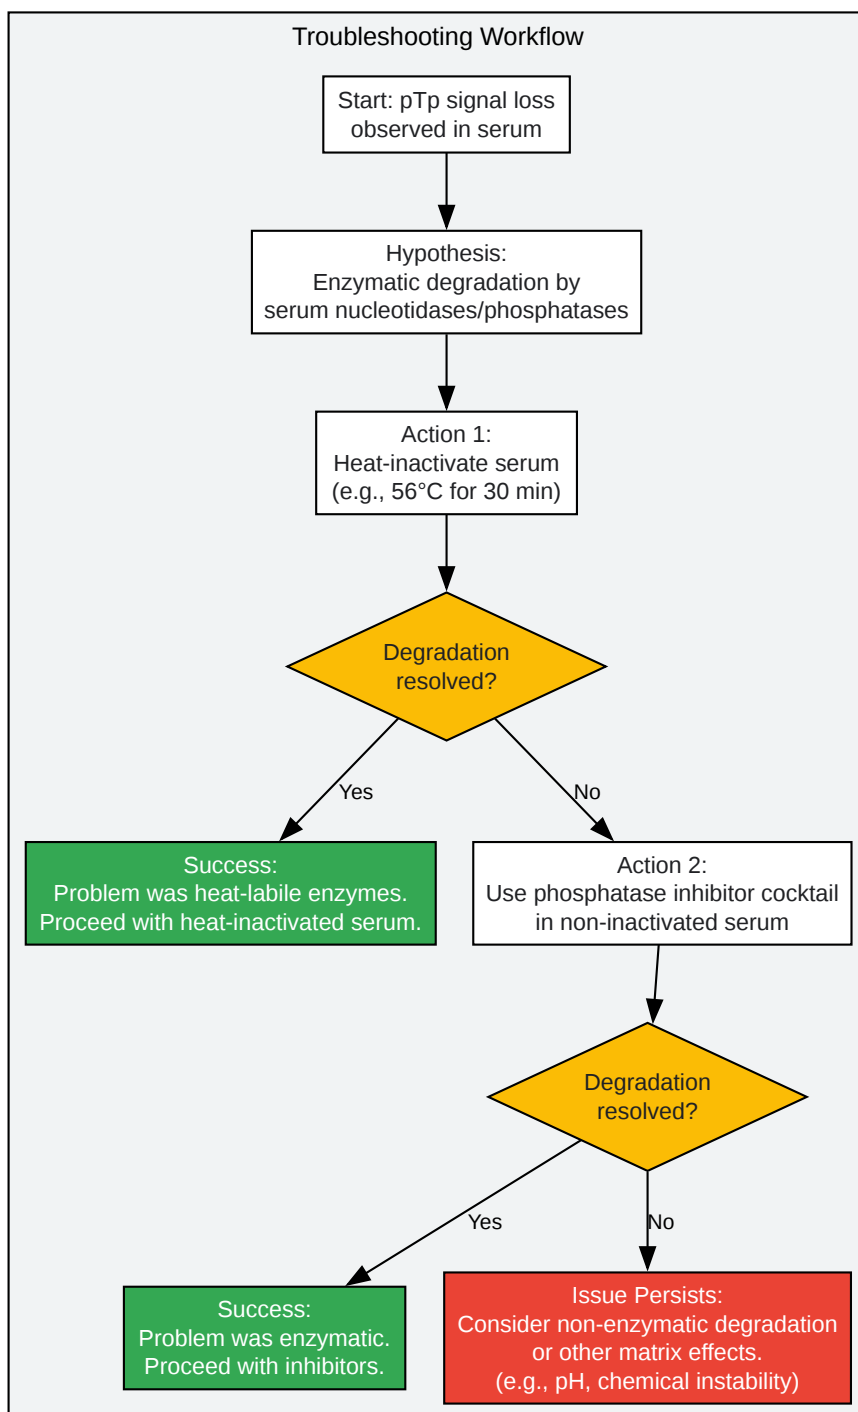 Troubleshooting Workflow
Start: pTp signal loss
observed in serum
Hypothesis:
Enzymatic degradation by
serum nucleotidases/phosphatases
Action 1:
Heat-inactivate serum
(e.g., 56°C for 30 min)
Degradation
resolved?
Yes
No
Success:
Problem was heat-labile enzymes.
Proceed with heat-inactivated serum.
Action 2:
Use phosphatase inhibitor cocktail
in non-inactivated serum
Degradation
resolved?
Yes
No
Success:
Problem was enzymatic.
Proceed with inhibitors.
Issue Persists:
Consider non-enzymatic degradation
or other matrix effects.
(e.g., pH, chemical instability)